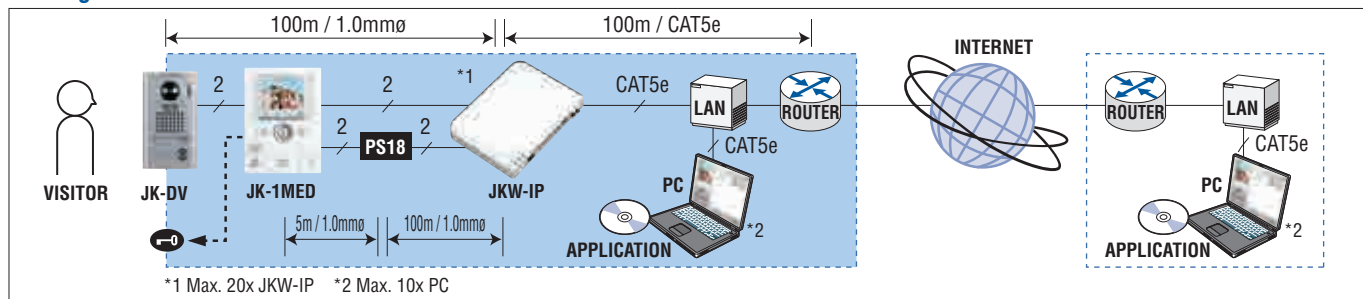 100m / 1.0mmø
100m / CAT5e
INTERNET
*1
2
2
CAT5e
LAN
ROUTER
ROUTER
LAN
2
PS18
2
CAT5e
CAT5e
VISITOR
JK-DV
JK-1MED
JKW-IP
PC
PC
5m / 1.0mmø
100m / 1.0mmø
*2
*2
APPLICATION
APPLICATION
*1 Max. 20x JKW-IP *2 Max. 10x PC